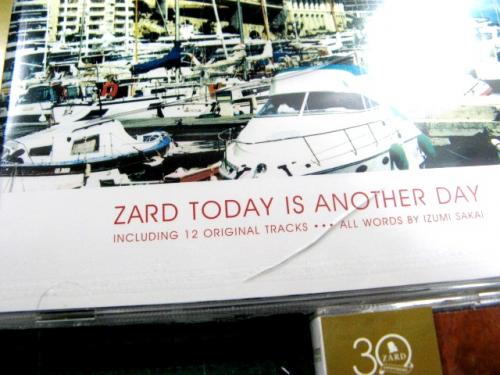 ZARD TODAY IS ANOTHER DAY
INCLUDING 12 ORIGINAL TRACKS ••• ALL WORDS BY IZUMI SAKAI
30
ZARD